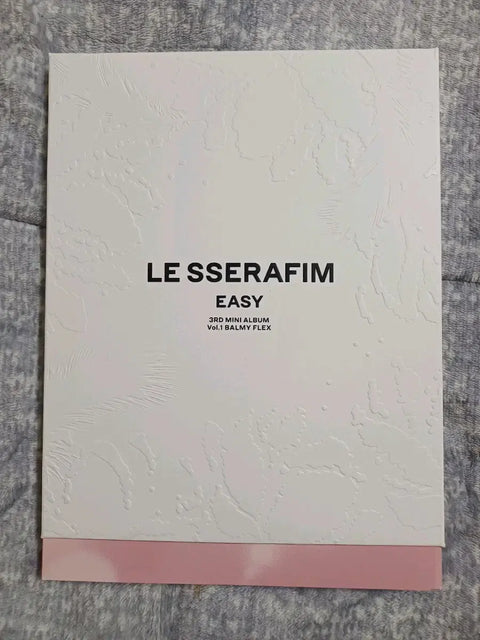 LE SSERAFIM
EASY
3RD MINI ALBUM
Vol.1 BALMY FLEX